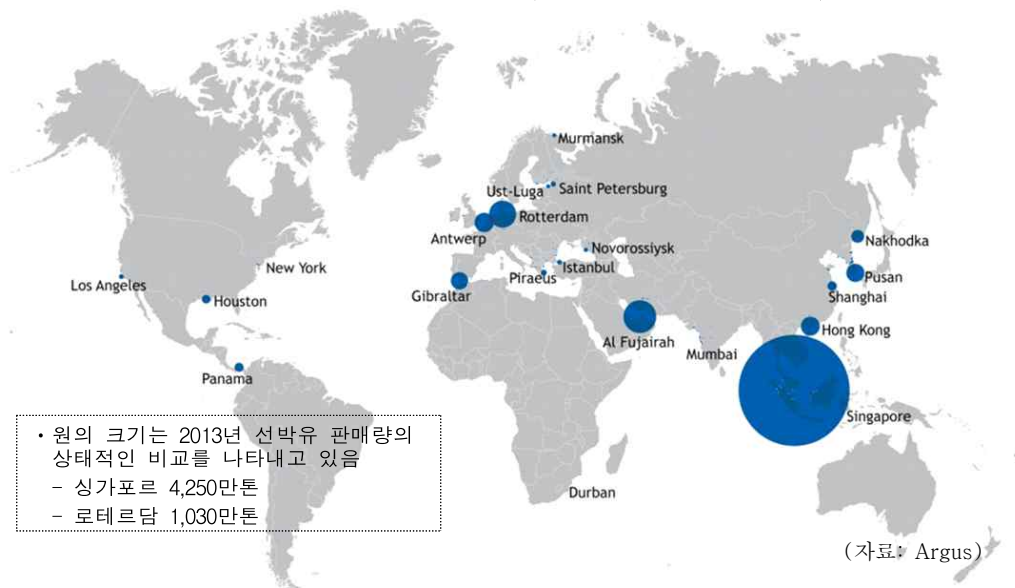 Murmansk
Ust-Luga
Saint Petersburg
Rotterdam
Antwerp
Novorossiysk
Istanbul
Piraeus
Gibraltar
New York
Los Angeles
Houston
Panama
Nakhodka
Pusan
Shanghai
Hong Kong
Al Fujairah
Mumbai
Singapore
Durban
• 원의 크기는 2013년 선박유 판매량의
상태적인 비교를 나타내고 있음
- 싱가포르 4,250만톤
- 로테르담 1,030만톤
(자료: Argus)